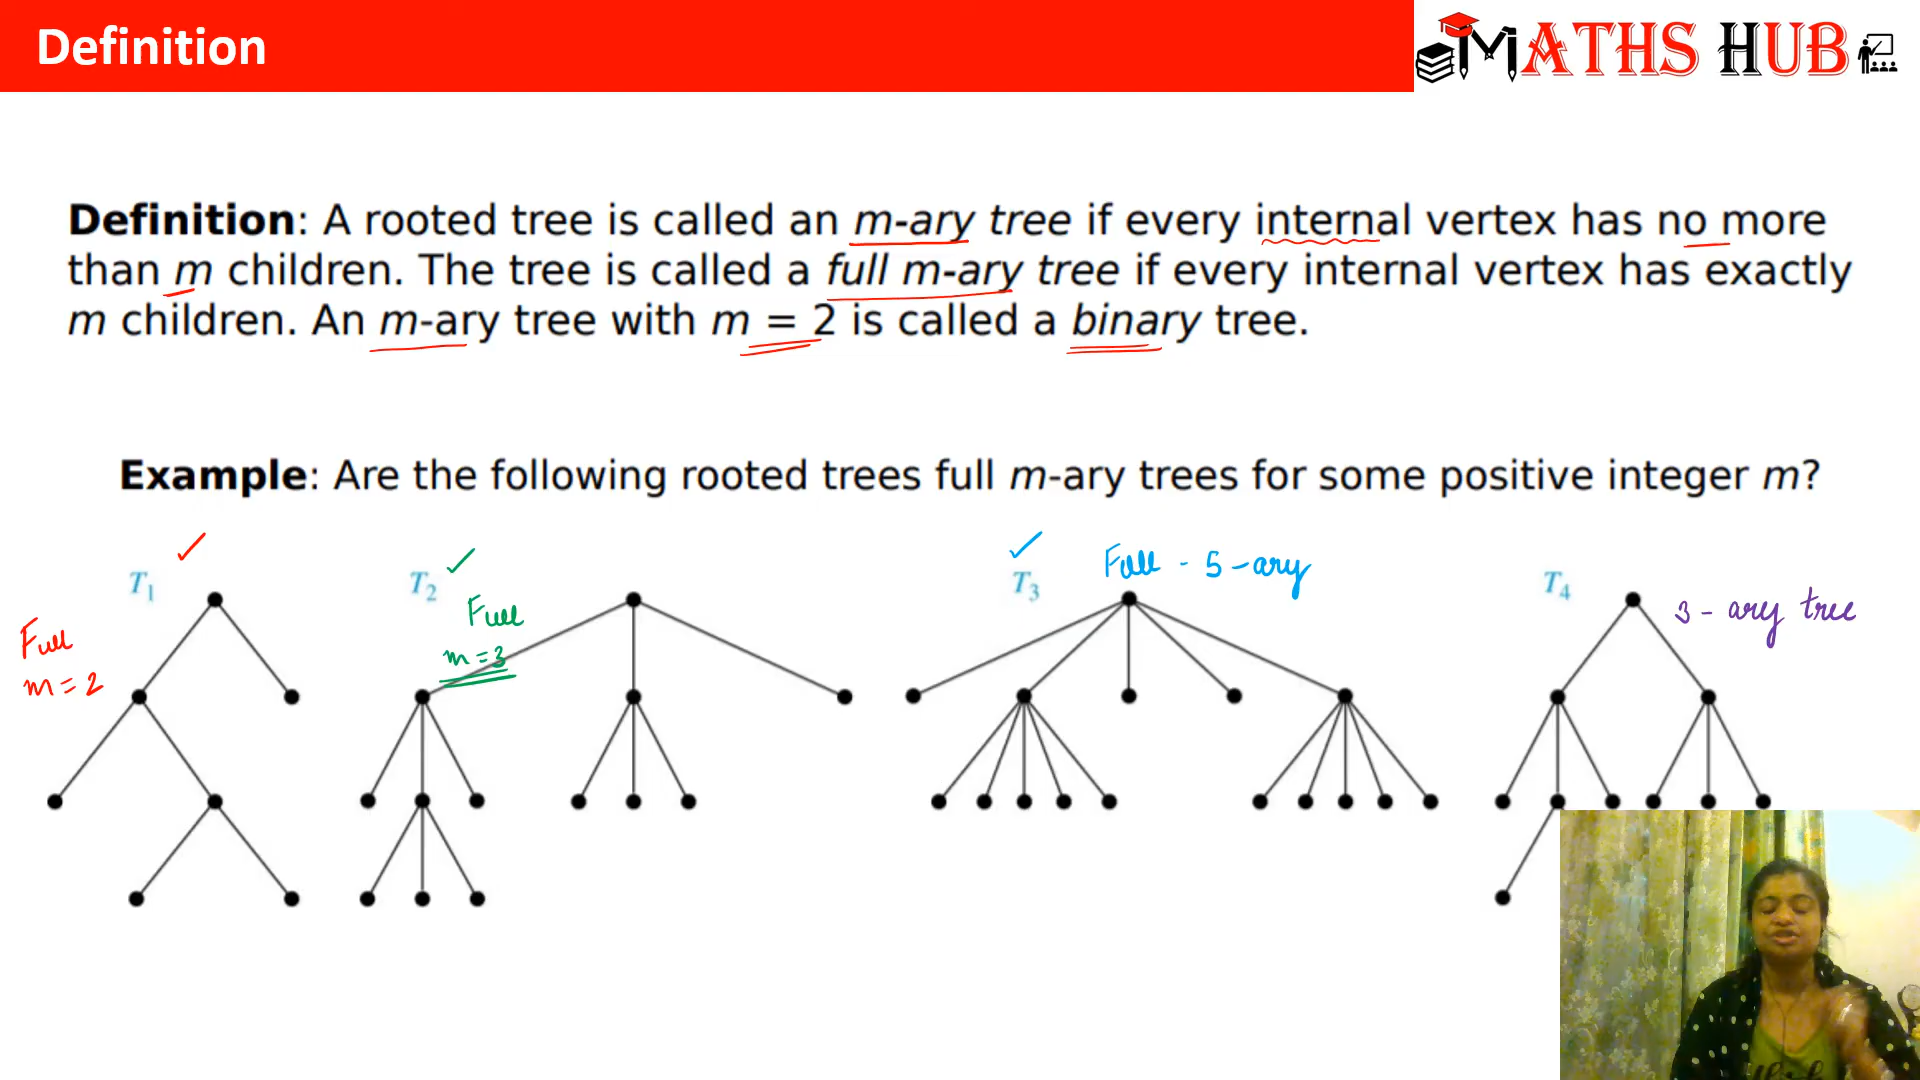 Definition
MATHS HUB
Definition: A rooted tree is called an m-ary tree if every internal vertex has no more
than m children. The tree is called a full m-ary tree if every internal vertex has exactly
m children. An m-ary tree with m = 2 is called a binary tree.
Example: Are the following rooted trees full m-ary trees for some positive integer m?
T1
Full
m = 2
T2
Full
m = 3
T3
Full - 5-ary
T4
3-ary tree